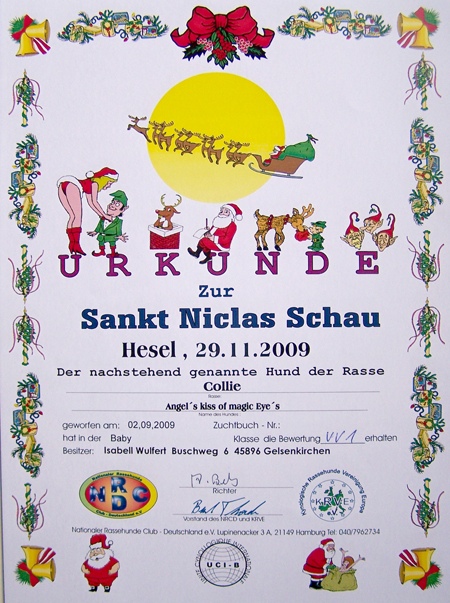 URKUNDE
Zur
Sankt Niclas Schau
Hesel , 29.11.2009
Der nachstehend genannte Hund der Rasse
Collie
Rasse
Angel´s kiss of magic Eye´s
Name des Hundes
geworfen am: 02,09,2009 Zuchtbuch - Nr.:
hat in der Baby Klasse die Bewertung VV1 erhalten
Besitzer: Isabell Wulfert Buschweg 6 45896 Gelsenkirchen
Richter
Vorstand des NRCD und KRVE
NRDC
KRVE
Nationaler Rassehunde Club - Deutschland e.V. Lupinenacker 3 A, 21149 Hamburg Tel: 040/7962734
UCI-B